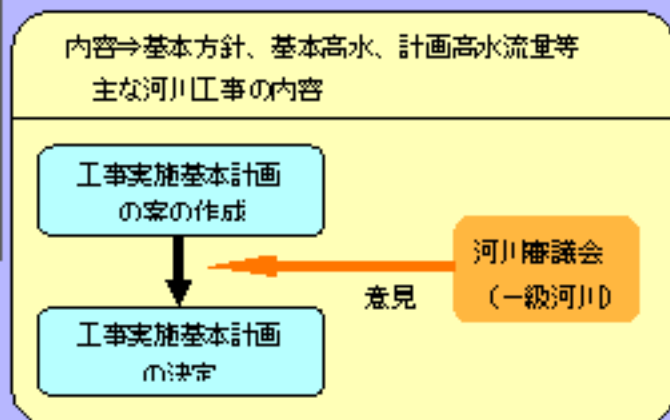 内容⇒基本方針、基本高水、計画高水流量等
主な河川工事の内容
工事実施基本計画
の案の作成
河川審議会
（一級河川）
意見
工事実施基本計画
の決定